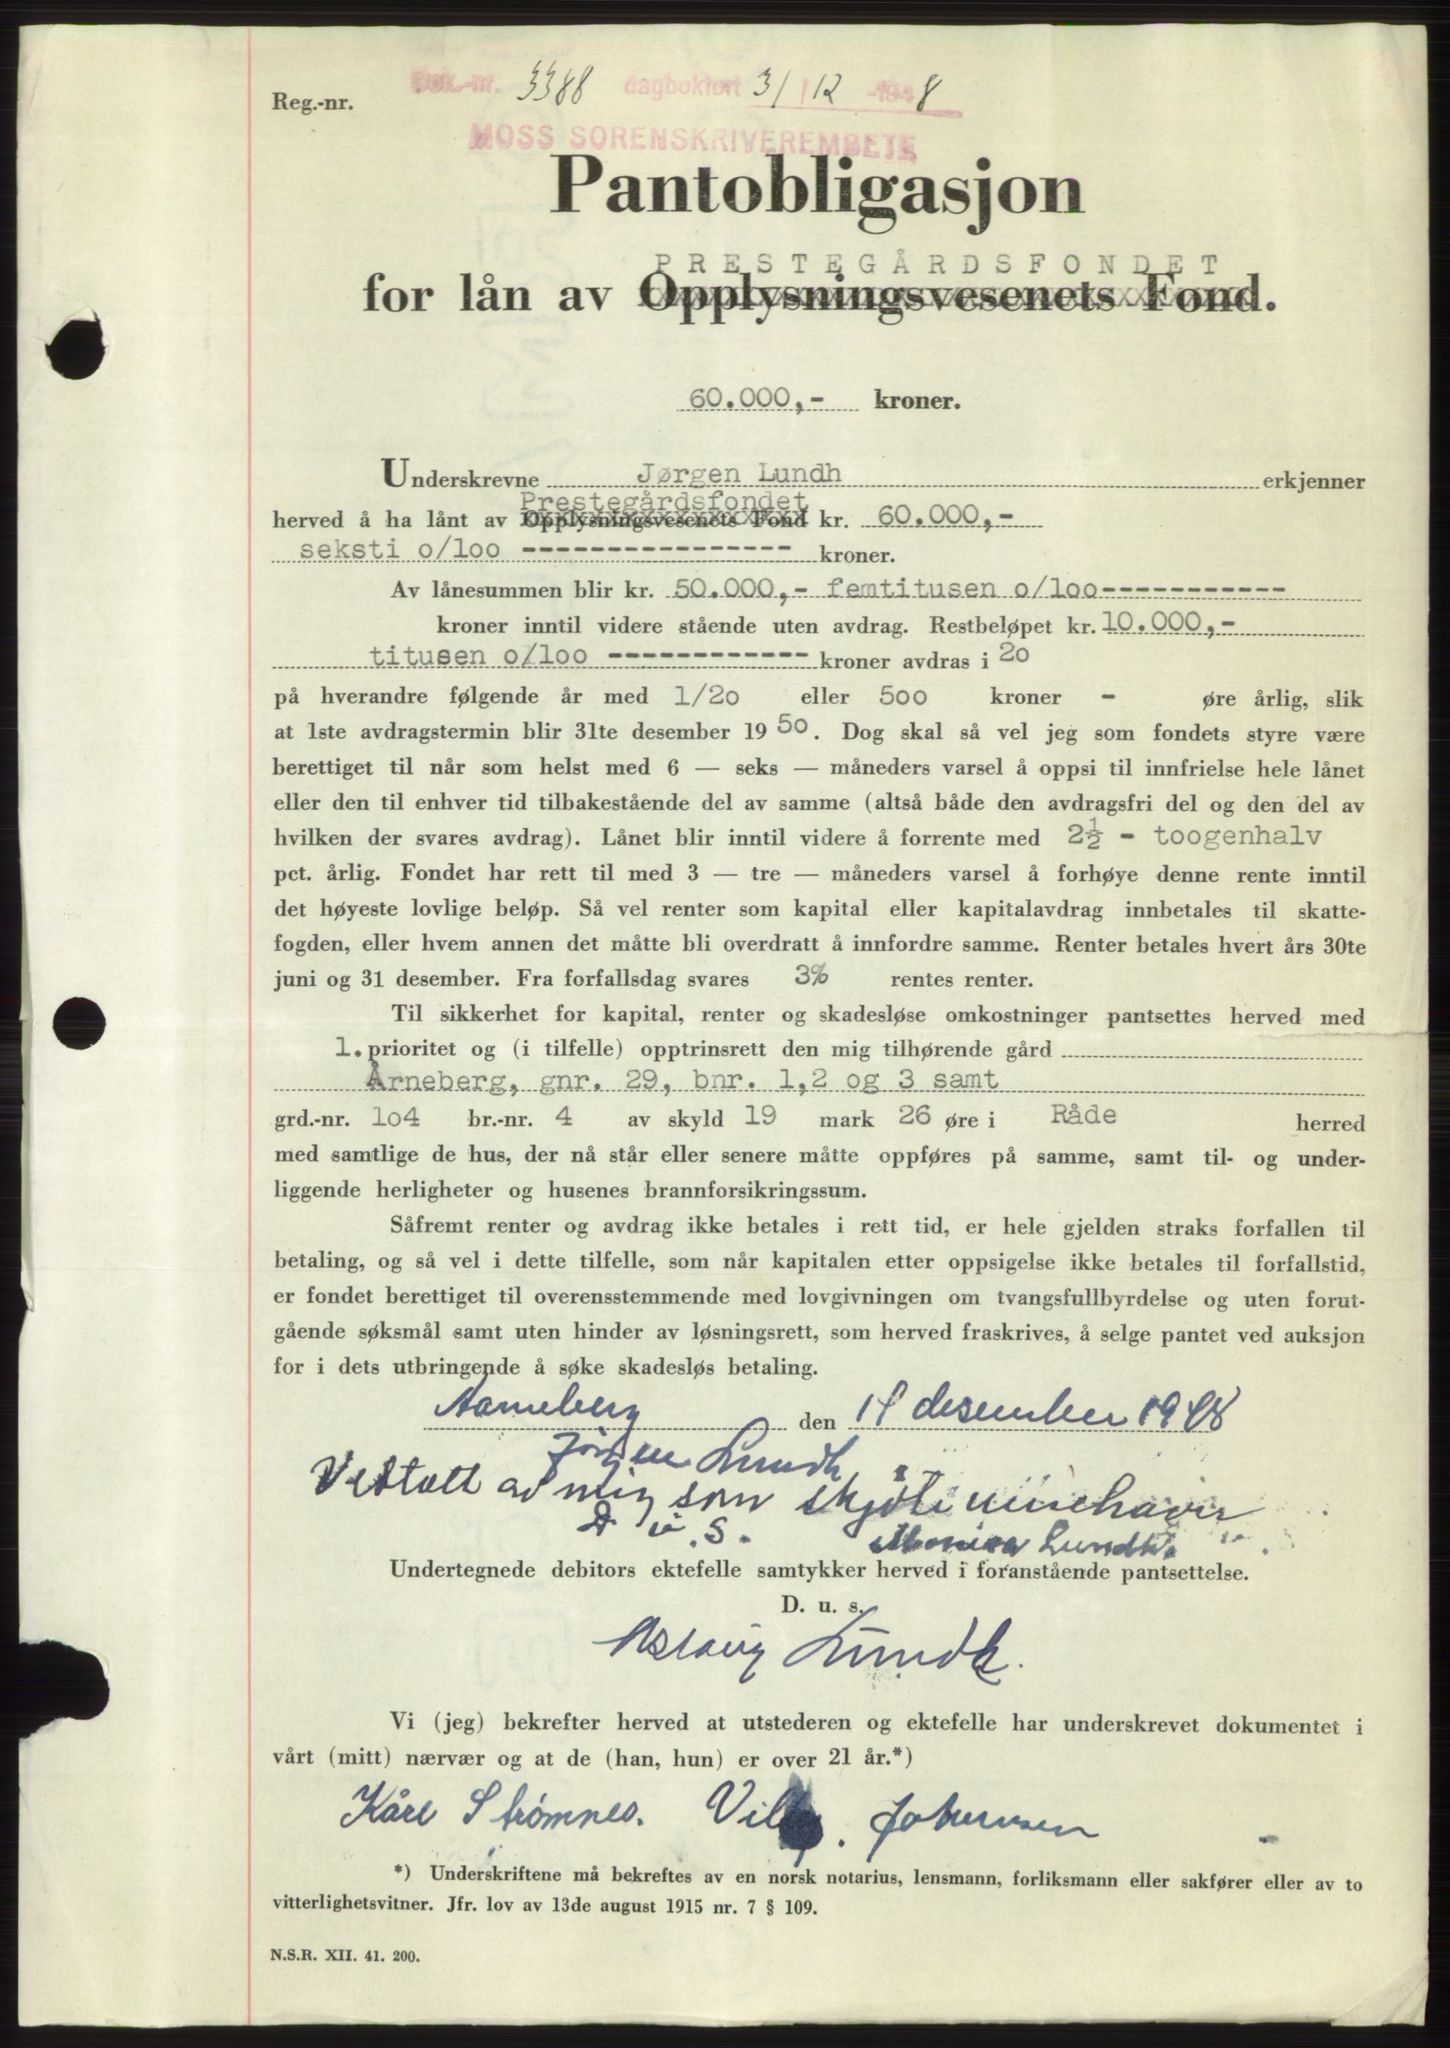 Dok.-nr. 3388 dagbokført 3/12 1948
Reg.-nr.
MOSS SORENSKRIVEREMBETE
Pantobligasjon
PRESTEGÅRDSFONDET
for lån av Opplysningsvesenets Fond.
60.000,- kroner.
Underskrevne Jørgen Lundh erkjenner
Prestegårdsfondet
herved å ha lånt av Opplysningsvesenets Fond kr. 60.000,-
seksti o/loo ---------------- kroner.
Av lånesummen blir kr. 50.000,- femtitusen o/loo-----------
kroner inntil videre stående uten avdrag. Restbeløpet kr. 10.000,-
titusen o/loo ------------ kroner avdras i 20
på hverandre følgende år med 1/20 eller 500 kroner - øre årlig, slik
at 1ste avdragstermin blir 31te desember 1950. Dog skal så vel jeg som fondets styre være
berettiget til når som helst med 6 — seks — måneders varsel å oppsi til innfrielse hele lånet
eller den til enhver tid tilbakestående del av samme (altså både den avdragsfri del og den del av
hvilken der svares avdrag). Lånet blir inntil videre å forrente med 2½ - toogenhalv
pct. årlig. Fondet har rett til med 3 — tre — måneders varsel å forhøye denne rente inntil
det høyeste lovlige beløp. Så vel renter som kapital eller kapitalavdrag innbetales til skatte-
fogden, eller hvem annen det måtte bli overdratt å innfordre samme. Renter betales hvert års 30te
juni og 31 desember. Fra forfallsdag svares 3% rentes renter.
Til sikkerhet for kapital, renter og skadesløse omkostninger pantsettes herved med
1. prioritet og (i tilfelle) opptrinsrett den mig tilhørende gård
Årneberg, gnr. 29, bnr. 1,2 og 3 samt
grd.-nr. 104 br.-nr. 4 av skyld 19 mark 26 øre i Råde herred
med samtlige de hus, der nå står eller senere måtte oppføres på samme, samt til- og under-
liggende herligheter og husenes brannforsikringssum.
Såfremt renter og avdrag ikke betales i rett tid, er hele gjelden straks forfallen til
betaling, og så vel i dette tilfelle, som når kapitalen etter oppsigelse ikke betales til forfallstid,
er fondet berettiget til overensstemmende med lovgivningen om tvangsfullbyrdelse og uten forut-
gående søksmål samt uten hinder av løsningsrett, som herved fraskrives, å selge pantet ved auksjon
for i dets utbringende å søke skadesløs betaling.
Aarneberg den 14 desember 1948
Jørgen Lundh
Vettatt av mig som skjøteinnehaver
D. u. S. Monica Lundh
Undertegnede debitors ektefelle samtykker herved i foranstående pantsettelse.
D. u. s.
Aslaug Lundh.
Vi (jeg) bekrefter herved at utstederen og ektefelle har underskrevet dokumentet i
vårt (mitt) nærvær og at de (han, hun) er over 21 år.*)
Kåre Strømnes. Johansen
*) Underskriftene må bekreftes av en norsk notarius, lensmann, forliksmann eller sakfører eller av to
vitterlighetsvitner. Jfr. lov av 13de august 1915 nr. 7 § 109.
N.S.R. XII. 41. 200.